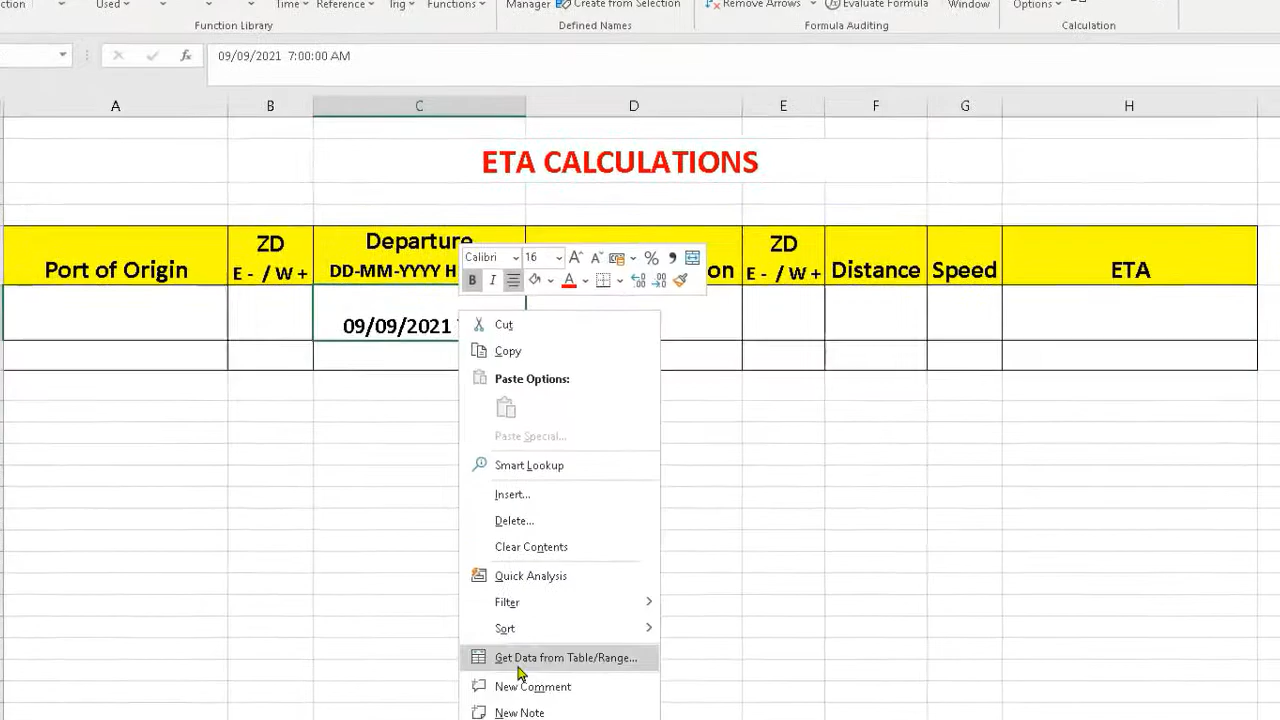 Used Time Reference Trig Functions Manager Create from Selection Remove Arrows Evaluate Formula Window Options
Function Library Defined Names Formula Auditing Calculation
fx 09/09/2021 7:00:00 AM
A B C D E F G H
ETA CALCULATIONS
Port of Origin
ZD
E - / W +
Departure
DD-MM-YYYY H
ZD
E - / W +
Distance
Speed
ETA
Calibri 16 A A % ,
B I A
09/09/2021
Cut
Copy
Paste Options:
Paste Special...
Smart Lookup
Insert...
Delete...
Clear Contents
Quick Analysis
Filter
Sort
Get Data from Table/Range...
New Comment
New Note